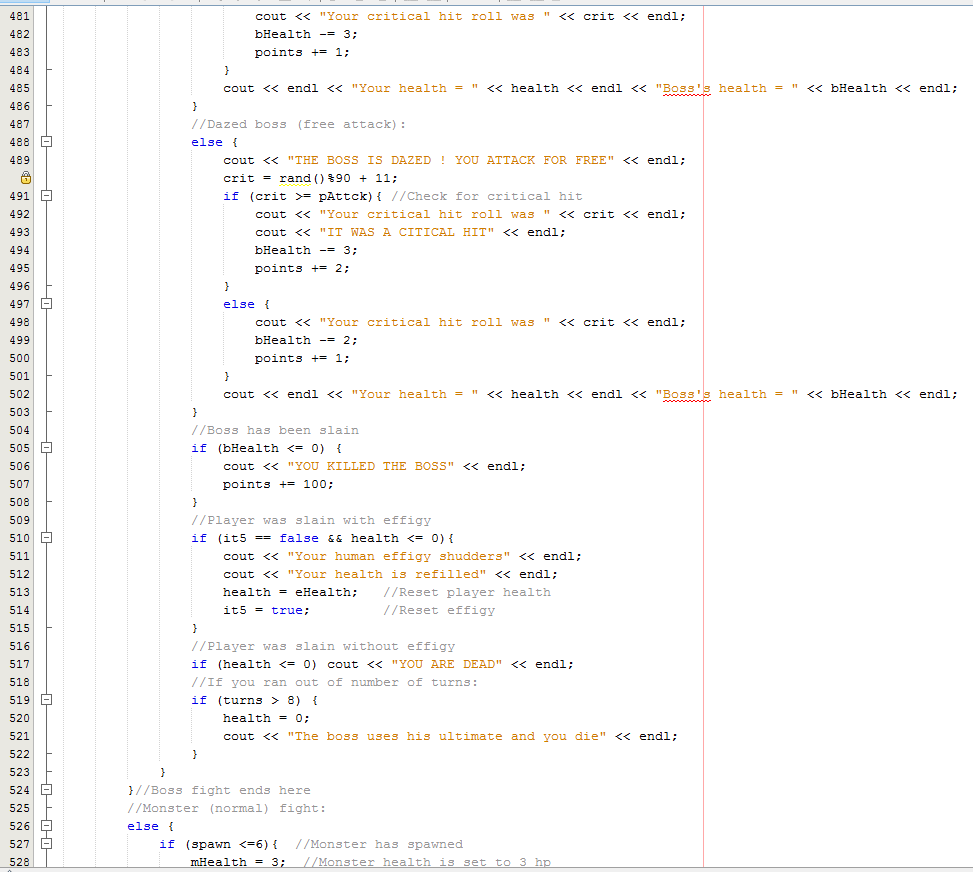 481 cout << "Your critical hit roll was " << crit << endl;
482 bHealth -= 3;
483 points += 1;
484 }
485 cout << endl << "Your health = " << health << endl << "Boss's health = " << bHealth << endl;
486 }
487 //Dazed boss (free attack):
488 else {
489 cout << "THE BOSS IS DAZED ! YOU ATTACK FOR FREE" << endl;
crit = rand()%90 + 11;
491 if (crit >= pAttck){ //Check for critical hit
492 cout << "Your critical hit roll was " << crit << endl;
493 cout << "IT WAS A CITICAL HIT" << endl;
494 bHealth -= 3;
495 points += 2;
496 }
497 else {
498 cout << "Your critical hit roll was " << crit << endl;
499 bHealth -= 2;
500 points += 1;
501 }
502 cout << endl << "Your health = " << health << endl << "Boss's health = " << bHealth << endl;
503 }
504 //Boss has been slain
505 if (bHealth <= 0) {
506 cout << "YOU KILLED THE BOSS" << endl;
507 points += 100;
508 }
509 //Player was slain with effigy
510 if (it5 == false && health <= 0){
511 cout << "Your human effigy shudders" << endl;
512 cout << "Your health is refilled" << endl;
513 health = eHealth; //Reset player health
514 it5 = true; //Reset effigy
515 }
516 //Player was slain without effigy
517 if (health <= 0) cout << "YOU ARE DEAD" << endl;
518 //If you ran out of number of turns:
519 if (turns > 8) {
520 health = 0;
521 cout << "The boss uses his ultimate and you die" << endl;
522 }
523 }
524 }//Boss fight ends here
525 //Monster (normal) fight:
526 else {
527 if (spawn <=6){ //Monster has spawned
528 mHealth = 3; //Monster health is set to 3 hp